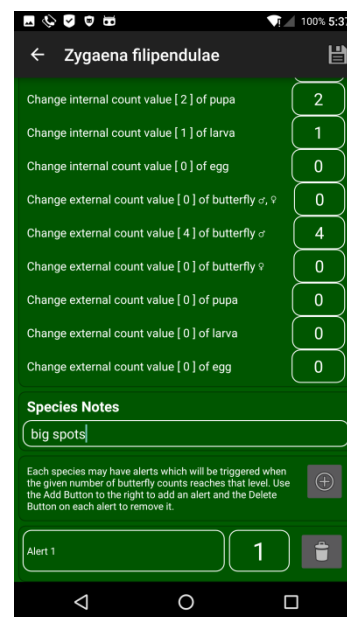 100% 5:37
Zygaena filipendulae
Change internal count value [ 2 ] of pupa 2
Change internal count value [ 1 ] of larva 1
Change internal count value [ 0 ] of egg 0
Change external count value [ 0 ] of butterfly ♂, ♀ 0
Change external count value [ 4 ] of butterfly ♂ 4
Change external count value [ 0 ] of butterfly ♀ 0
Change external count value [ 0 ] of pupa 0
Change external count value [ 0 ] of larva 0
Change external count value [ 0 ] of egg 0
Species Notes
big spots
Each species may have alerts which will be triggered when
the given number of butterfly counts reaches that level. Use
the Add Button to the right to add an alert and the Delete
Button on each alert to remove it.
Alert 1 1